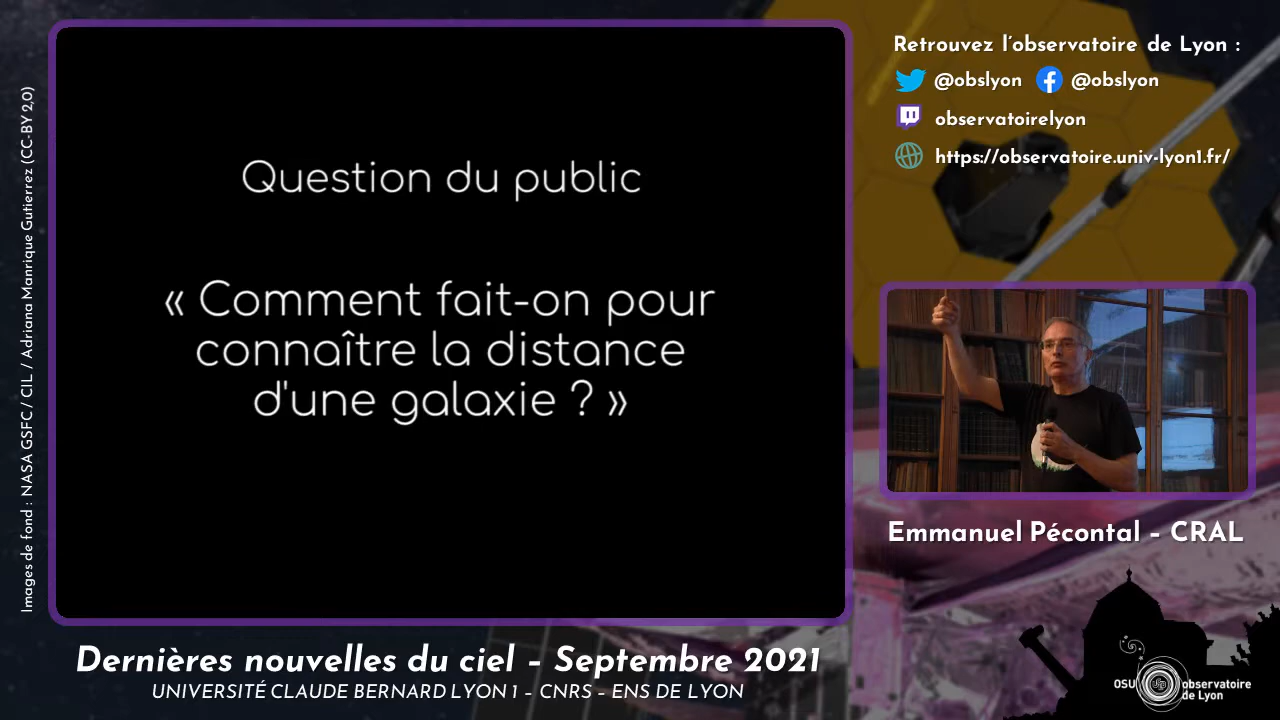 Images de fond : NASA GSFC / CIL / Adriana Manrique Gutierrez (CC-BY 2,0)
Question du public
« Comment fait-on pour
connaître la distance
d'une galaxie ? »
Retrouvez l'observatoire de Lyon :
@obslyon @obslyon
observatoirelyon
https://observatoire.univ-lyon1.fr/
Emmanuel Pécontal – CRAL
Dernières nouvelles du ciel – Septembre 2021
UNIVERSITÉ CLAUDE BERNARD LYON 1 – CNRS – ENS DE LYON
OSU observatoire
de Lyon